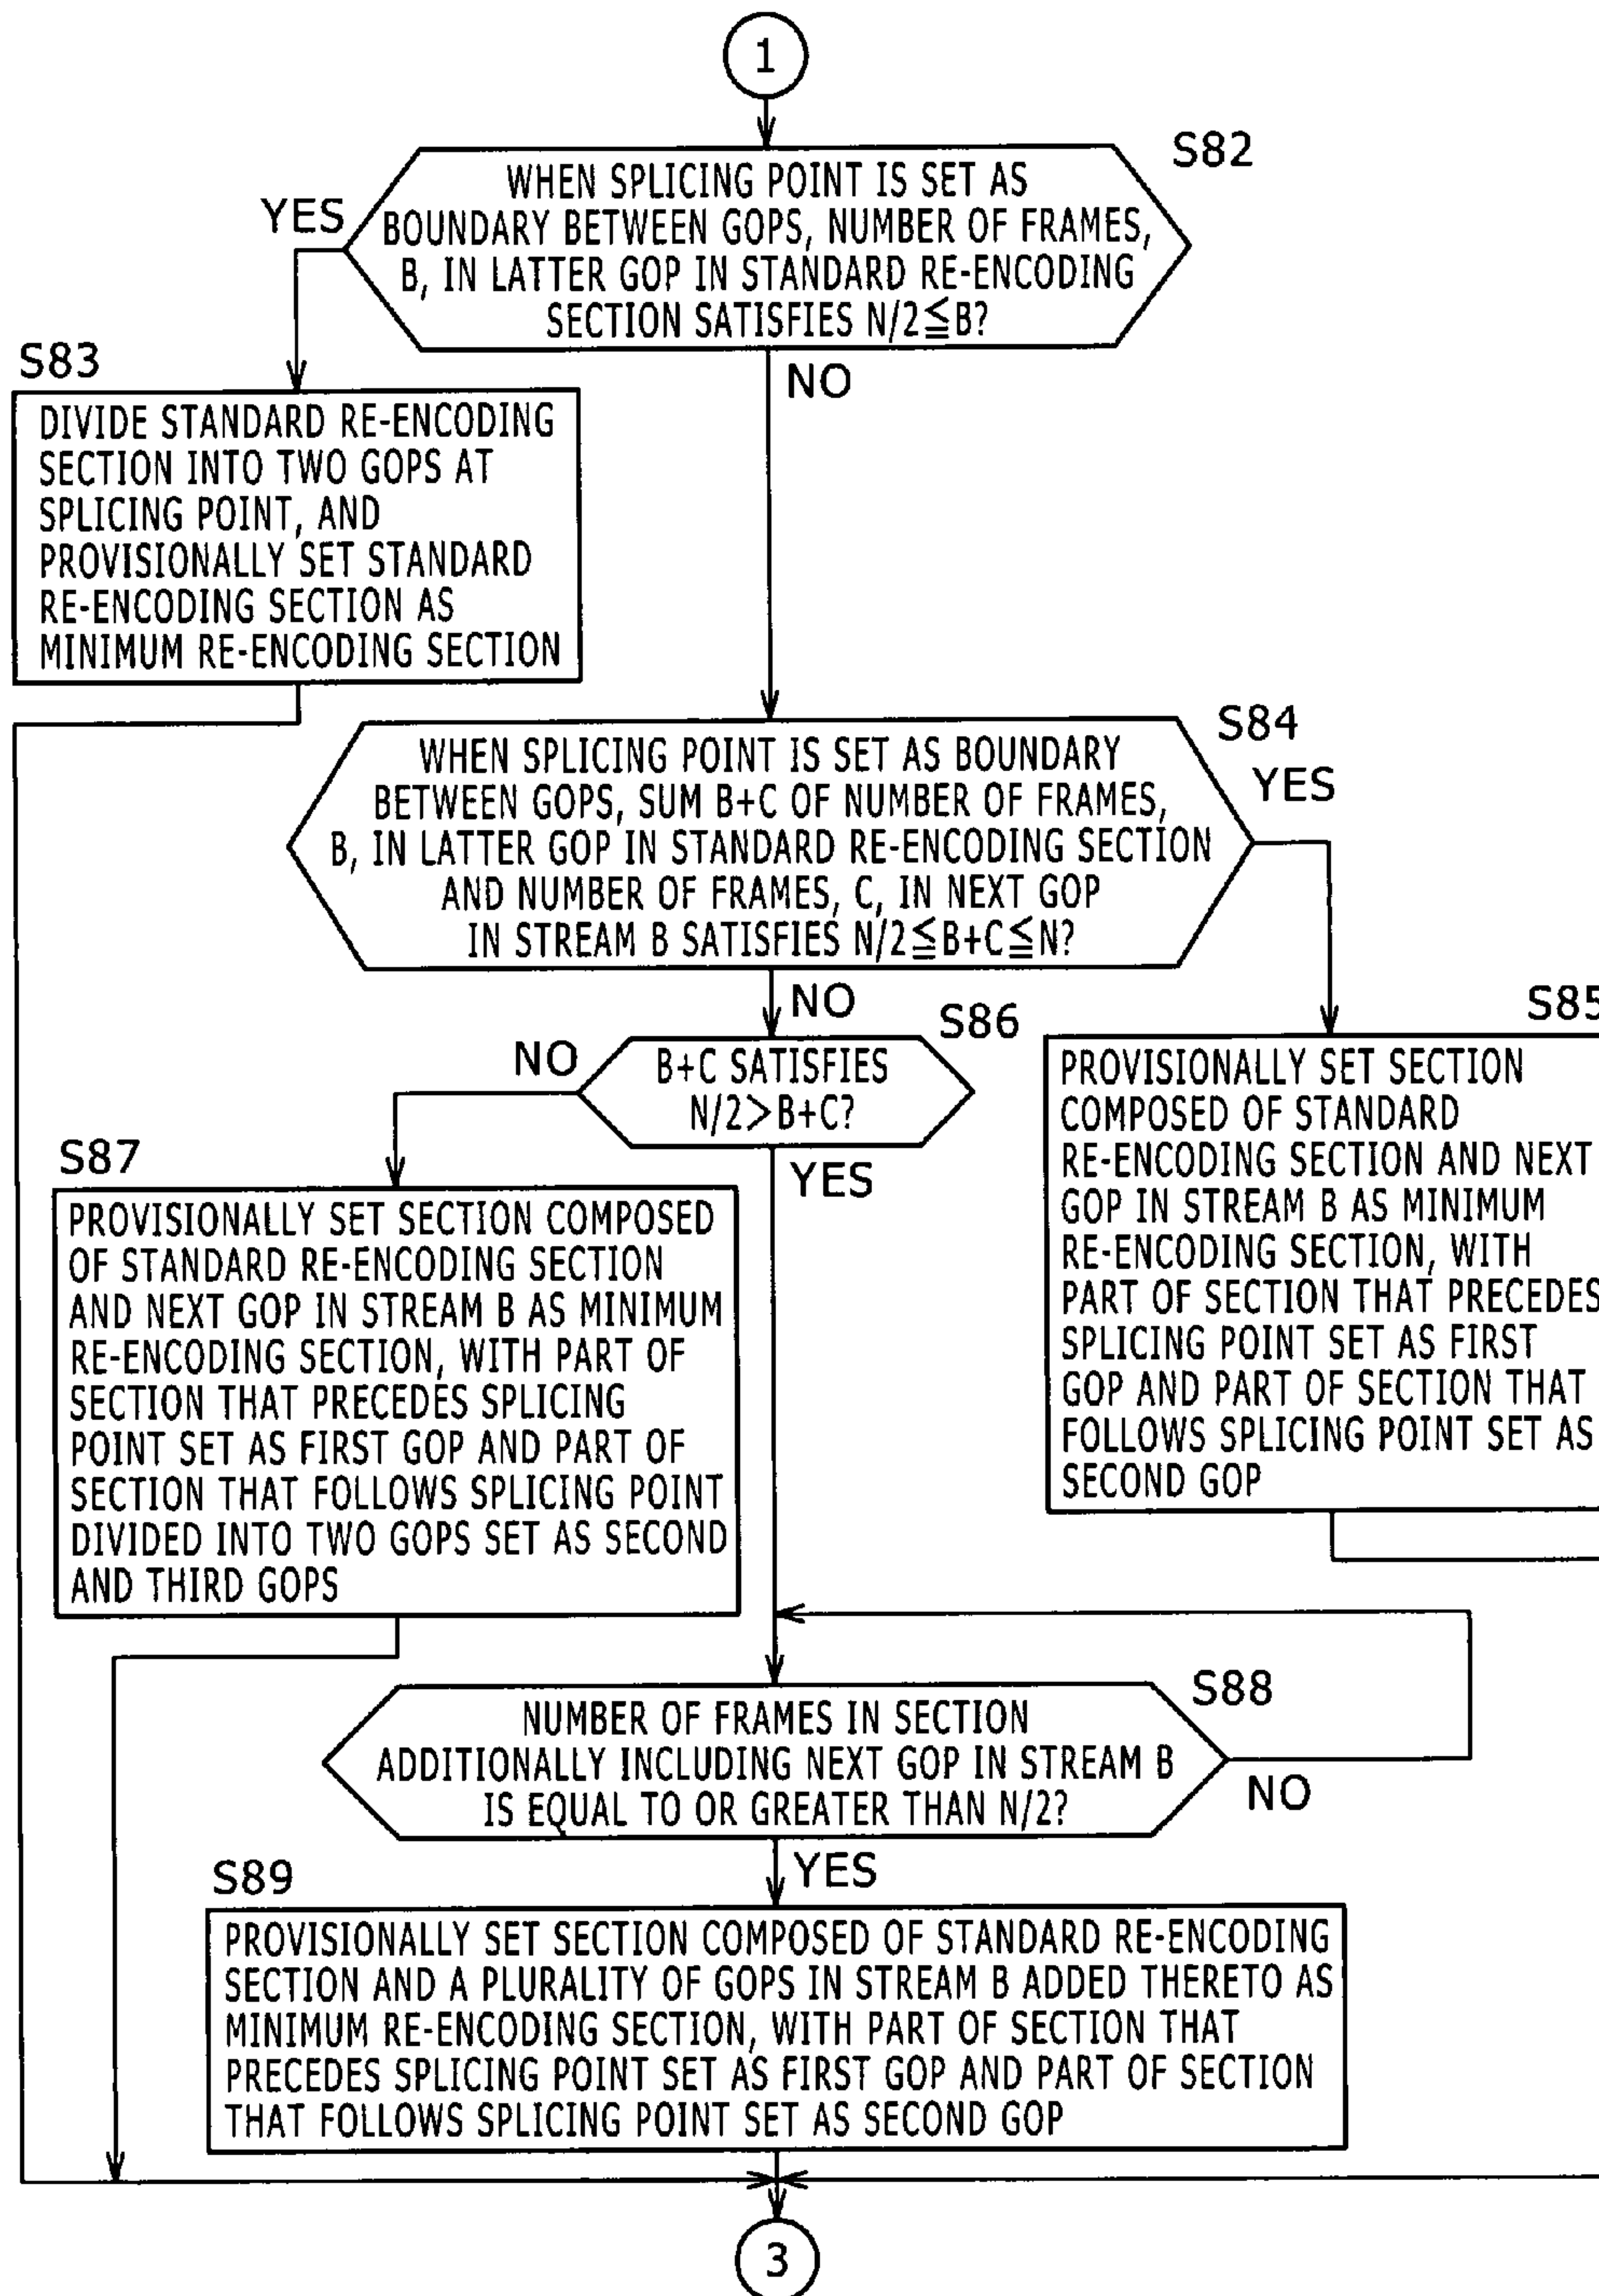 1
S82
WHEN SPLICING POINT IS SET AS
BOUNDARY BETWEEN GOPS, NUMBER OF FRAMES,
B, IN LATTER GOP IN STANDARD RE-ENCODING
SECTION SATISFIES N/2≦B?
YES
NO
S83
DIVIDE STANDARD RE-ENCODING
SECTION INTO TWO GOPS AT
SPLICING POINT, AND
PROVISIONALLY SET STANDARD
RE-ENCODING SECTION AS
MINIMUM RE-ENCODING SECTION
S84
WHEN SPLICING POINT IS SET AS BOUNDARY
BETWEEN GOPS, SUM B+C OF NUMBER OF FRAMES,
B, IN LATTER GOP IN STANDARD RE-ENCODING SECTION
AND NUMBER OF FRAMES, C, IN NEXT GOP
IN STREAM B SATISFIES N/2≦B+C≦N?
YES
NO
S85
PROVISIONALLY SET SECTION
COMPOSED OF STANDARD
RE-ENCODING SECTION AND NEXT
GOP IN STREAM B AS MINIMUM
RE-ENCODING SECTION, WITH
PART OF SECTION THAT PRECEDES
SPLICING POINT SET AS FIRST
GOP AND PART OF SECTION THAT
FOLLOWS SPLICING POINT SET AS
SECOND GOP
S86
B+C SATISFIES
N/2>B+C?
NO
YES
S87
PROVISIONALLY SET SECTION COMPOSED
OF STANDARD RE-ENCODING SECTION
AND NEXT GOP IN STREAM B AS MINIMUM
RE-ENCODING SECTION, WITH PART OF
SECTION THAT PRECEDES SPLICING
POINT SET AS FIRST GOP AND PART OF
SECTION THAT FOLLOWS SPLICING POINT
DIVIDED INTO TWO GOPS SET AS SECOND
AND THIRD GOPS
S88
NUMBER OF FRAMES IN SECTION
ADDITIONALLY INCLUDING NEXT GOP IN STREAM B
IS EQUAL TO OR GREATER THAN N/2?
NO
YES
S89
PROVISIONALLY SET SECTION COMPOSED OF STANDARD RE-ENCODING
SECTION AND A PLURALITY OF GOPS IN STREAM B ADDED THERETO AS
MINIMUM RE-ENCODING SECTION, WITH PART OF SECTION THAT
PRECEDES SPLICING POINT SET AS FIRST GOP AND PART OF SECTION
THAT FOLLOWS SPLICING POINT SET AS SECOND GOP
3